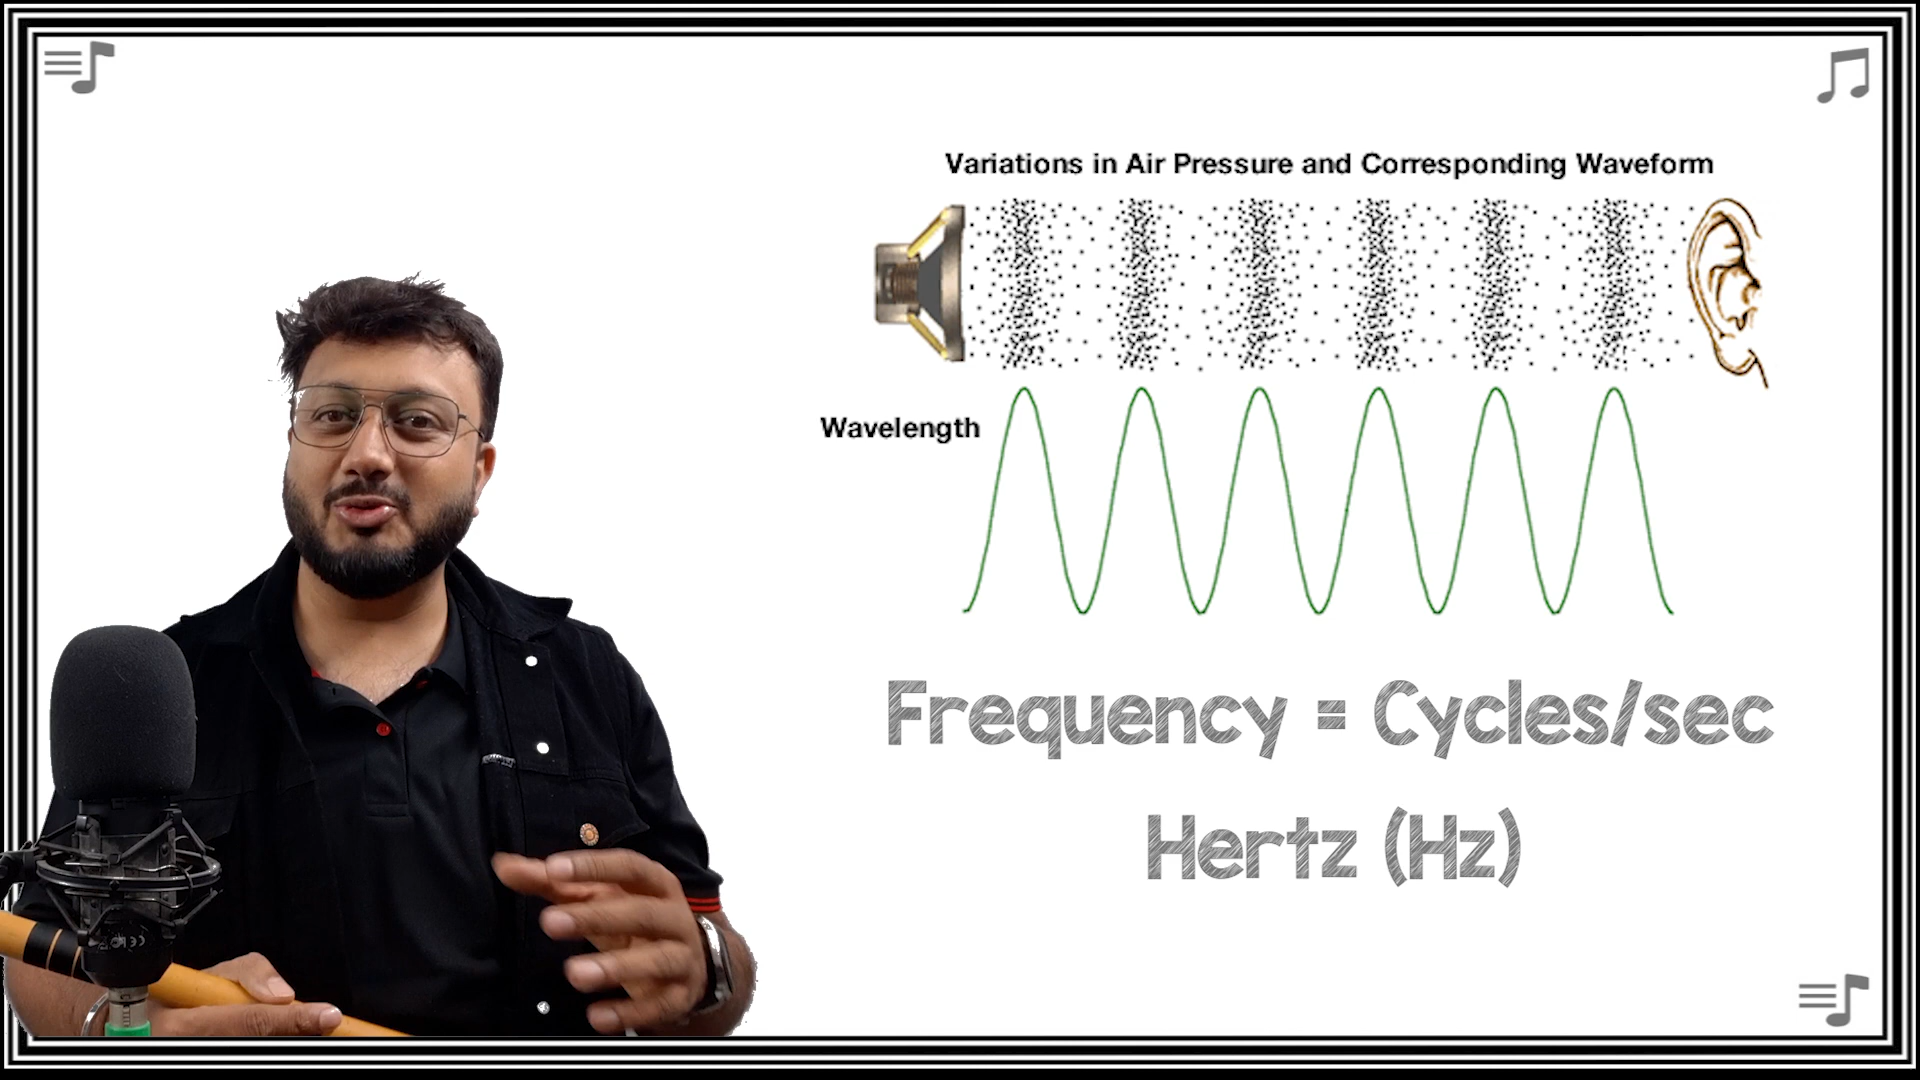 Variations in Air Pressure and Corresponding Waveform
Wavelength
Frequency = Cycles/sec
Hertz (Hz)